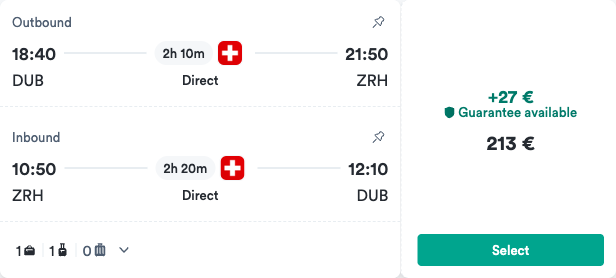 Outbound
18:40 2h 10m 21:50
DUB Direct ZRH
Inbound
10:50 2h 20m 12:10
ZRH Direct DUB
1 1 0
+27 €
Guarantee available
213 €
Select